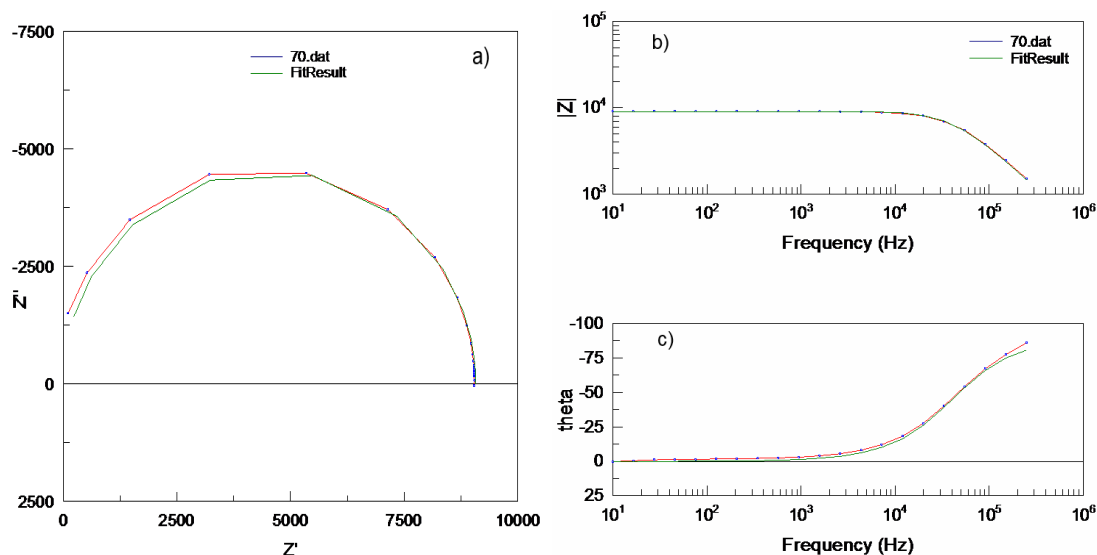 a)
70.dat
FitResult
-7500
-5000
-2500
0
2500
Z''
0 2500 5000 7500 10000
Z'
b)
70.dat
FitResult
10^5
10^4
10^3
|Z|
10^1 10^2 10^3 10^4 10^5 10^6
Frequency (Hz)
c)
-100
-75
-50
-25
0
25
theta
10^1 10^2 10^3 10^4 10^5 10^6
Frequency (Hz)